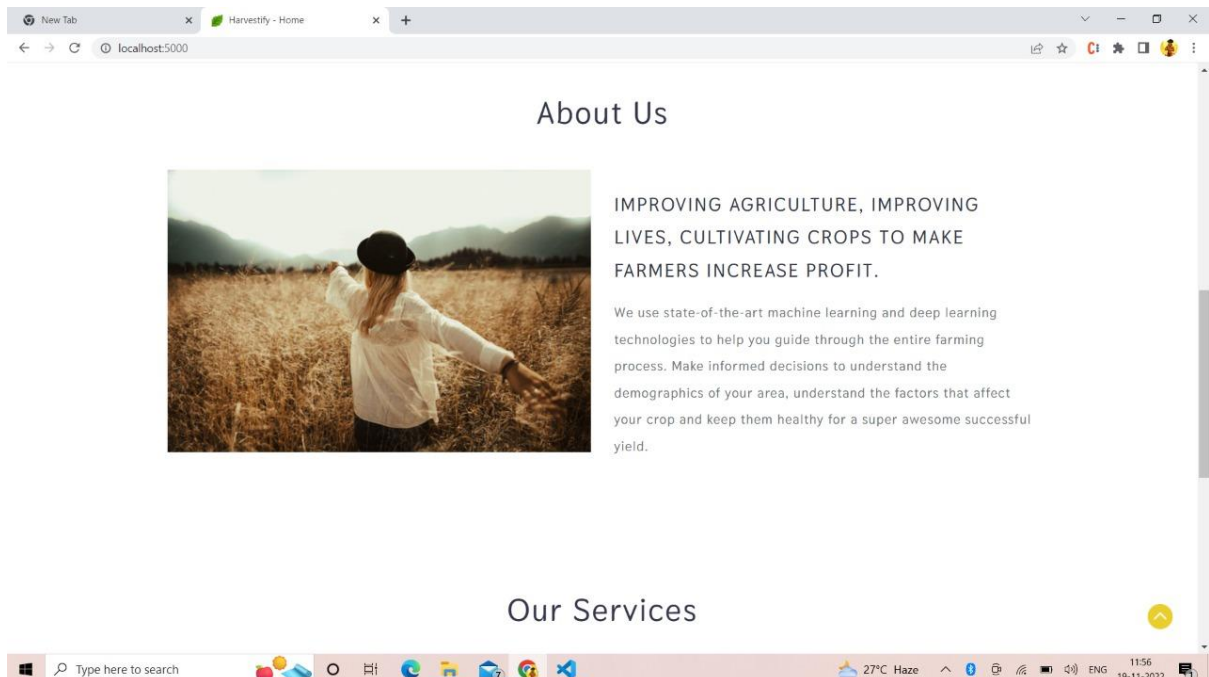 New Tab
Harvestify - Home
localhost:5000
About Us
IMPROVING AGRICULTURE, IMPROVING
LIVES, CULTIVATING CROPS TO MAKE
FARMERS INCREASE PROFIT.
We use state-of-the-art machine learning and deep learning
technologies to help you guide through the entire farming
process. Make informed decisions to understand the
demographics of your area, understand the factors that affect
your crop and keep them healthy for a super awesome successful
yield.
Our Services
Type here to search
27°C Haze
ENG
11:56
19-11-2022